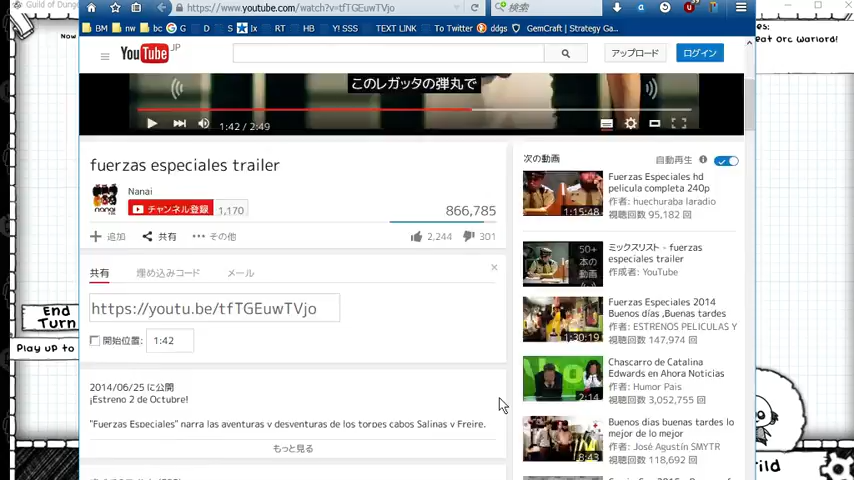 Guild of Dung
https://www.youtube.com/watch?v=tfTGEuwTVjo
検索
BM
nw
bc
G
D
S
Ix
RT
HB
Y! SSS
TEXT LINK
To Twitter
ddgs
GemCraft | Strategy Ga..
Now
es:
eat Orc Warlord!
YouTube JP
アップロード
ログイン
このレガッタの弾丸で
1:42 / 2:49
fuerzas especiales trailer
Nanai
チャンネル登録 1,170
866,785
追加
共有
その他
2,244
301
共有
埋め込みコード
メール
https://youtu.be/tfTGEuwTVjo
開始位置: 1:42
2014/06/25 に公開
¡Estreno 2 de Octubre!
"Fuerzas Especiales" narra las aventuras y desventuras de los torpes cabos Salinas y Freire.
もっと見る
次の動画
自動再生
Fuerzas Especiales hd
pelicula completa 240p
作者: huechuraba laradio
視聴回数 95,182 回
1:15:48
50+
本の
動画
ミックスリスト - fuerzas
especiales trailer
作成者: YouTube
Fuerzas Especiales 2014
Buenos días ,Buenas tardes
作者: ESTRENO PELICULAS Y
視聴回数 147,974 回
1:30:19
Chascarro de Catalina
Edwards en Ahora Noticias
作者: Humor Pais
視聴回数 3,052,755 回
2:14
Buenos dias buenas tardes lo
mejor de lo mejor
作者: José Agustín SMYTR
視聴回数 118,692 回
8:43
End
Turn
Play up to
ild